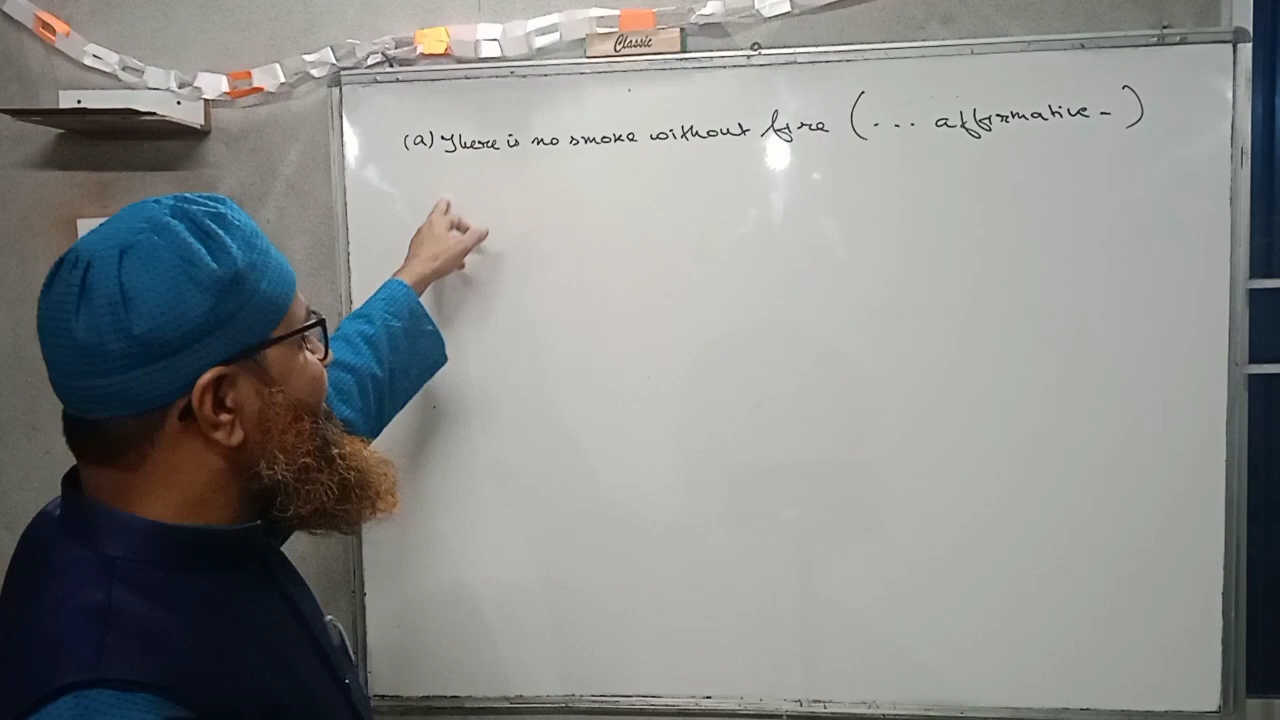 Classic
(a) There is no smoke without fire (... affirmative - )